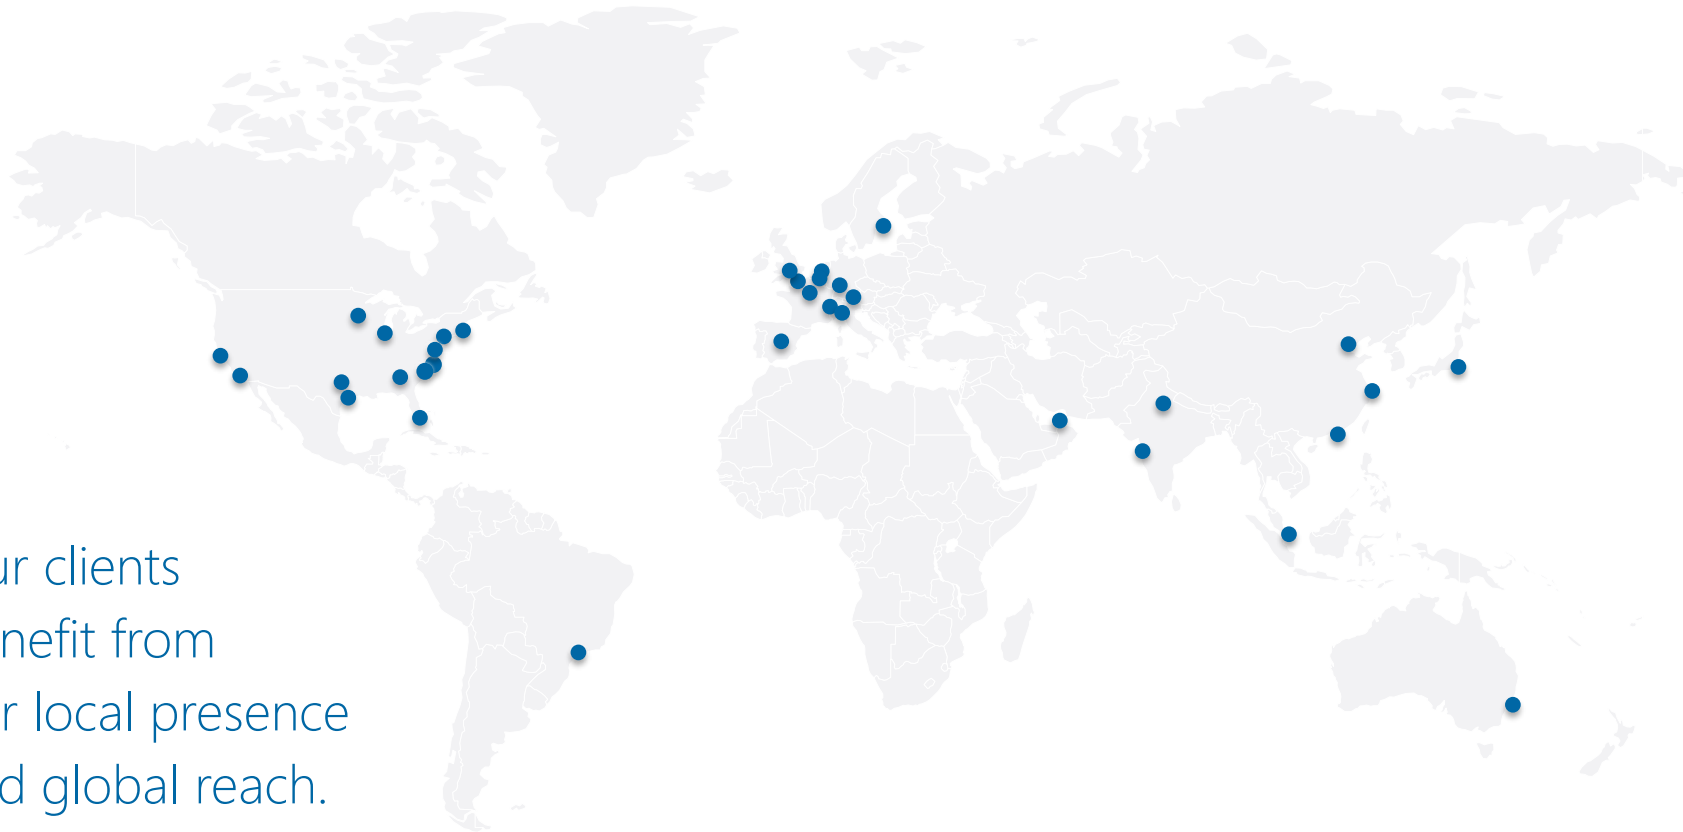 ur clients
nefit from
r local presence
d global reach.